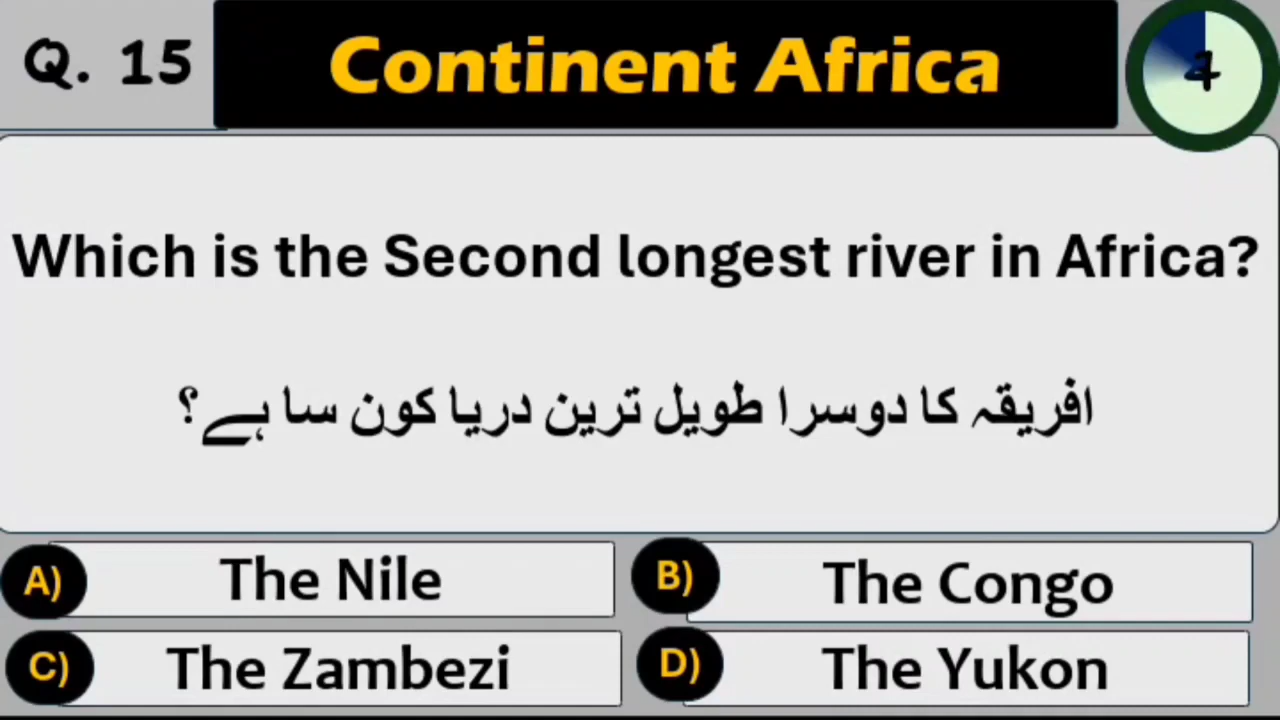 Q. 15
Continent Africa
Which is the Second longest river in Africa?
افریقہ کا دوسرا طویل ترین دریا کون سا ہے؟
A) The Nile
B) The Congo
C) The Zambezi
D) The Yukon